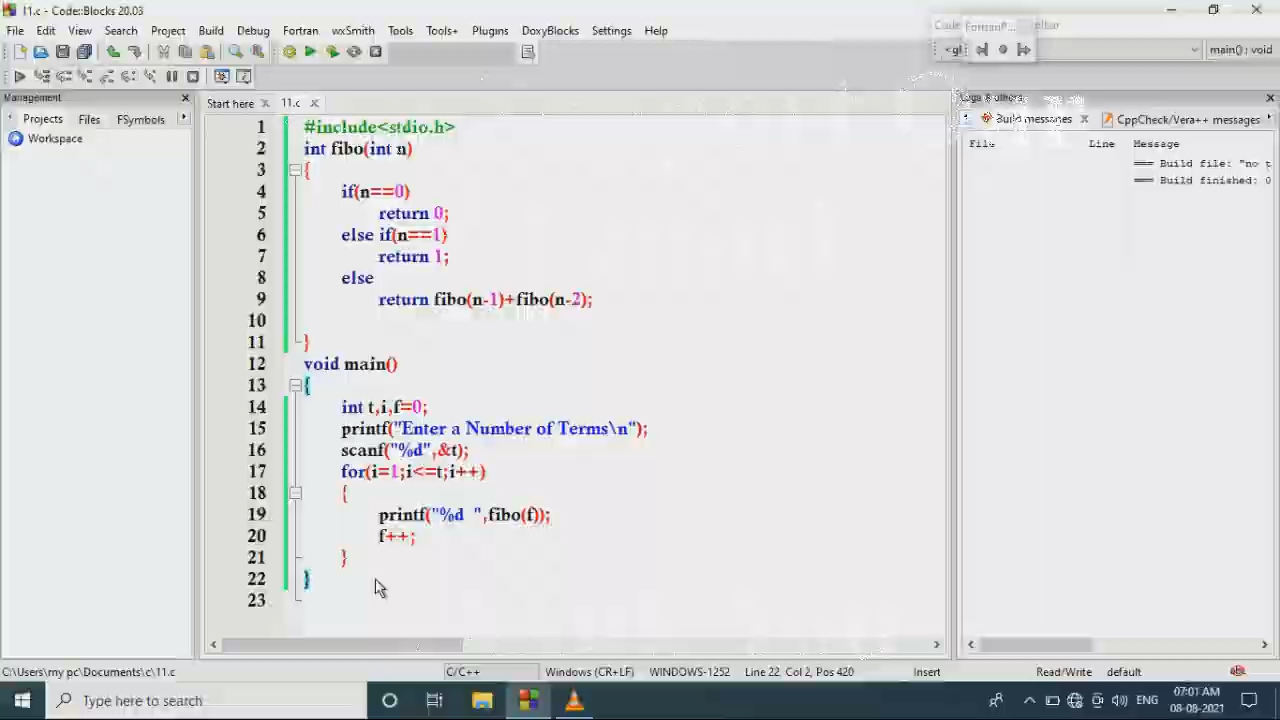 11.c - Code::Blocks 20.03
File Edit View Search Project Build Debug Fortran wxSmith Tools Tools+ Plugins DoxyBlocks Settings Help
main() : void
Management
Projects Files FSymbols
Workspace
Start here 11.c
1 #include<stdio.h>
2 int fibo(int n)
3 {
4 if(n==0)
5 return 0;
6 else if(n==1)
7 return 1;
8 else
9 return fibo(n-1)+fibo(n-2);
10
11 }
12 void main()
13 {
14 int t,i,f=0;
15 printf("Enter a Number of Terms\n");
16 scanf("%d",&t);
17 for(i=1;i<=t;i++)
18 {
19 printf("%d  ",fibo(f));
20 f++;
21 }
22 }
23
Build messages CppCheck/Vera++ messages
File Line Message
=== Build file: "no t
=== Build finished: 0
C:\Users\my pc\Documents\c\11.c C/C++ Windows (CR+LF) WINDOWS-1252 Line 22, Col 2, Pos 420 Insert Read/Write default
Type here to search
ENG
07:01 AM
08-08-2021